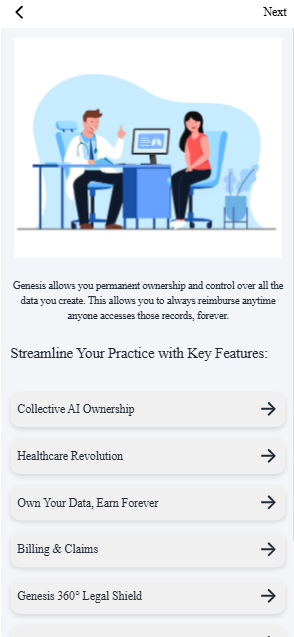 Next
Genesis allows you permanent ownership and control over all the
data you create. This allows you to always reimburse anytime
anyone accesses those records, forever.
Streamline Your Practice with Key Features:
Collective AI Ownership
Healthcare Revolution
Own Your Data, Earn Forever
Billing & Claims
Genesis 360° Legal Shield